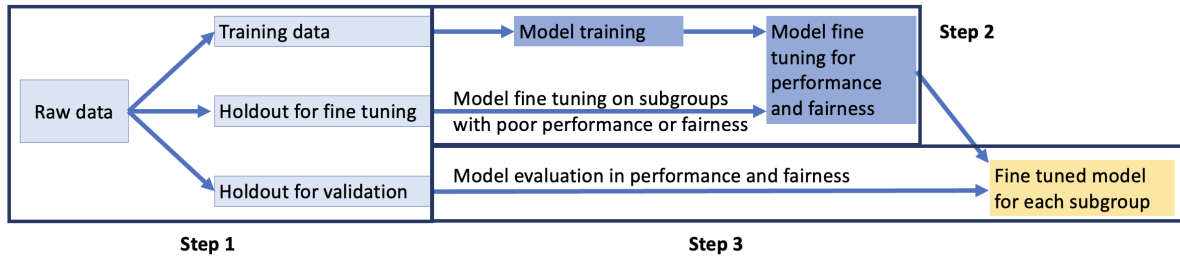 Raw data
Training data
Holdout for fine tuning
Holdout for validation
Step 1
Model training
Model fine
tuning for
performance
and fairness
Step 2
Model fine tuning on subgroups
with poor performance or fairness
Model evaluation in performance and fairness
Fine tuned model
for each subgroup
Step 3